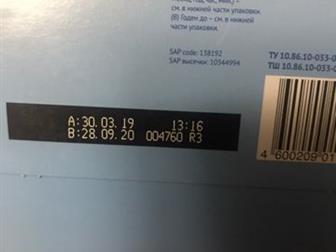 см. в нижней части упаковки.
(B) Годен до –
см. в нижней части
упаковки.
SAP code: 138192
SAP высечки: 10344994
ТУ 10.86.10-033-0
ТШ 10.86.10-033-0
A:30.03.19 13:16
B:28.09.20 004760 R3
4 600209 01